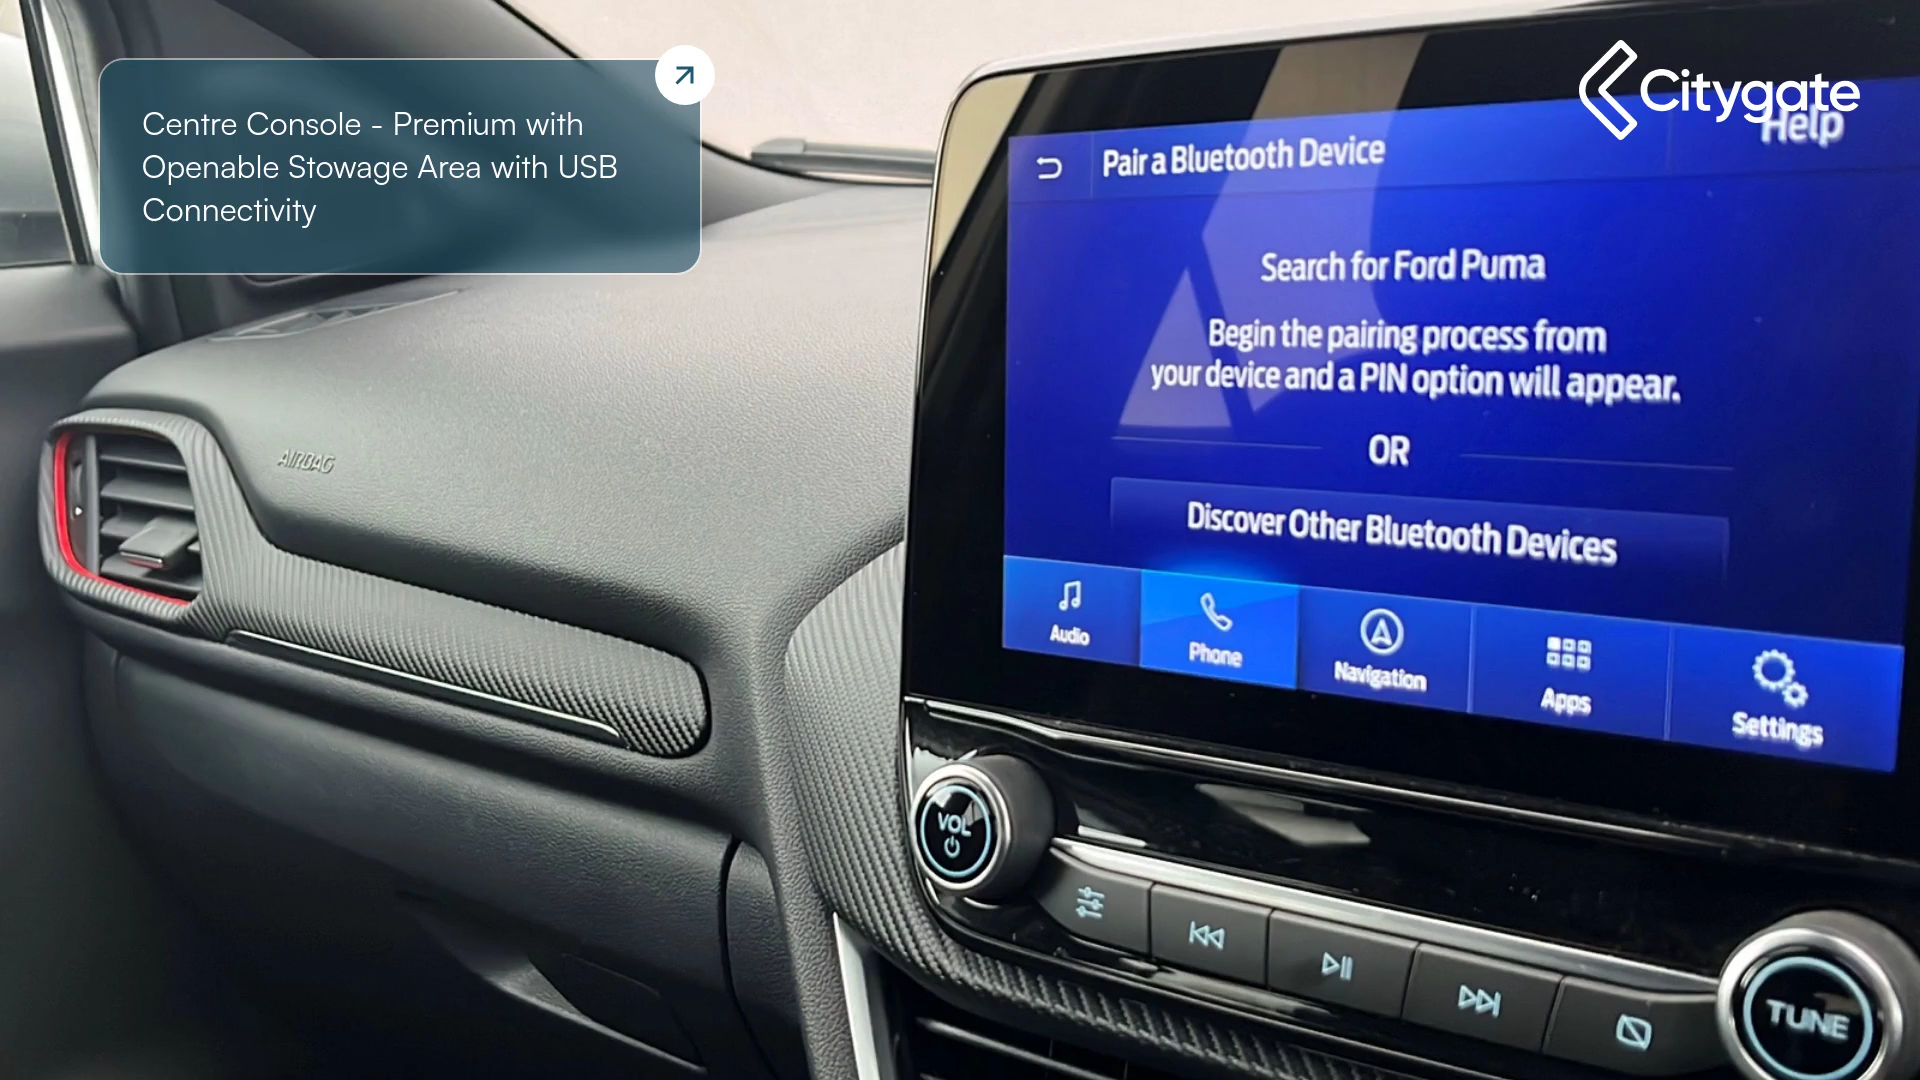 Centre Console - Premium with
Openable Stowage Area with USB
Connectivity
Citygate
Pair a Bluetooth Device
Help
Search for Ford Puma
Begin the pairing process from
your device and a PIN option will appear.
OR
Discover Other Bluetooth Devices
Audio
Phone
Navigation
Apps
Settings
AIRBAG
VOL
TUNE